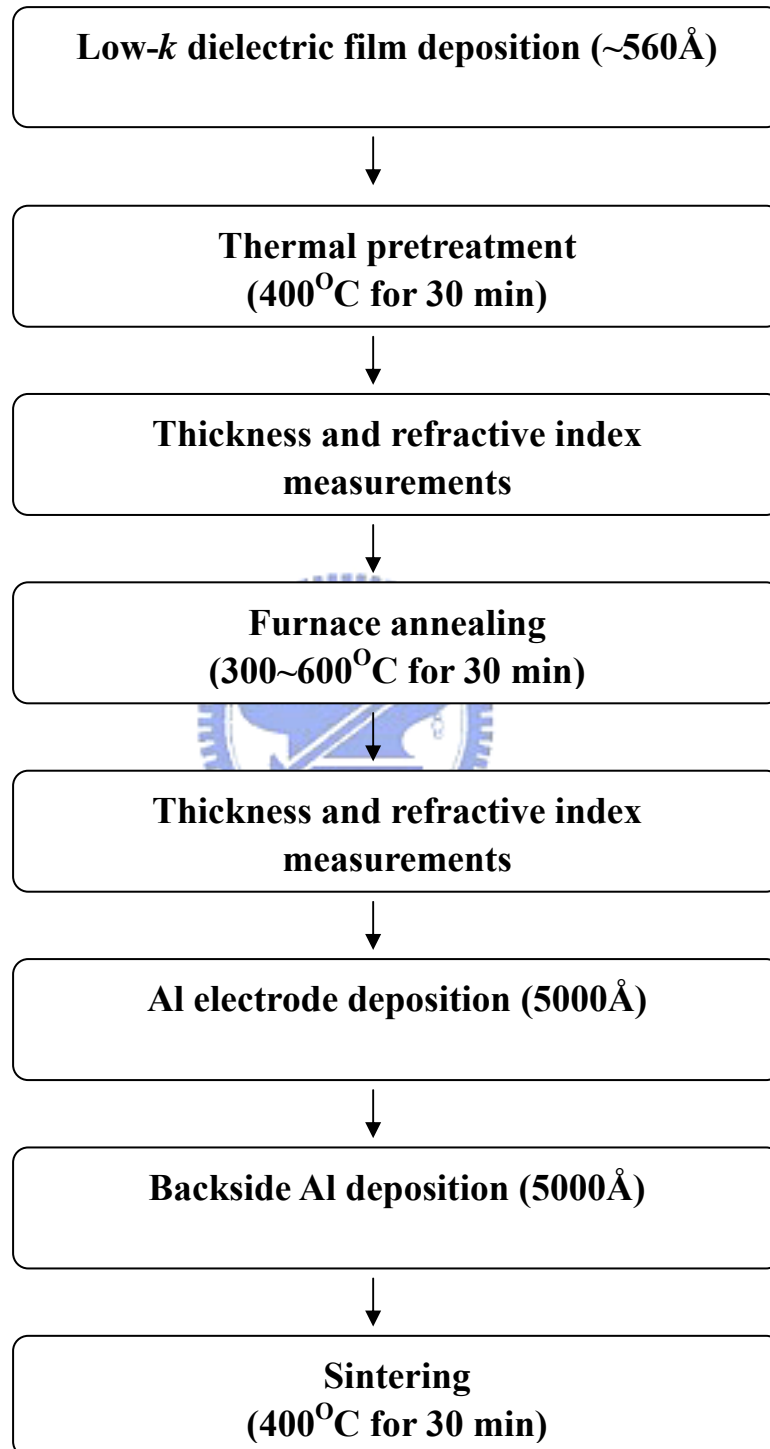 Low-k dielectric film deposition (~560Å)
Thermal pretreatment
(400ᴼC for 30 min)
Thickness and refractive index
measurements
Furnace annealing
(300~600ᴼC for 30 min)
Thickness and refractive index
measurements
Al electrode deposition (5000Å)
Backside Al deposition (5000Å)
Sintering
(400ᴼC for 30 min)